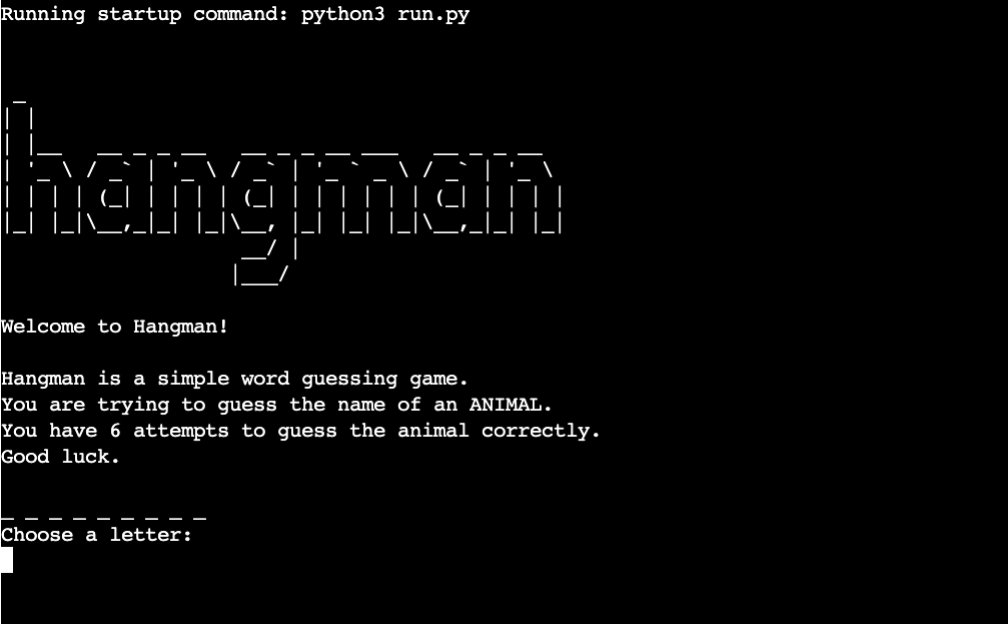 Running startup command: python3 run.py
hangman
Welcome to Hangman!
Hangman is a simple word guessing game.
You are trying to guess the name of an ANIMAL.
You have 6 attempts to guess the animal correctly.
Good luck.
_ _ _ _ _ _ _ _ _
Choose a letter: